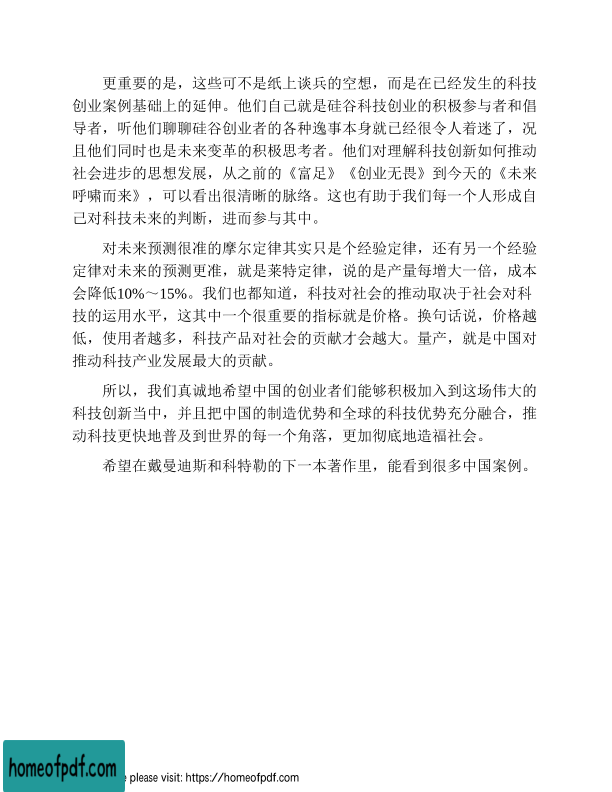 更重要的是，这些可不是纸上谈兵的空想，而是在已经发生的科技
创业案例基础上的延伸。他们自己就是硅谷科技创业的积极参与者和倡
导者，听他们聊聊硅谷创业者的各种逸事本身就已经很令人着迷了，况
且他们同时也是未来变革的积极思考者。他们对理解科技创新如何推动
社会进步的思想发展，从之前的《富足》《创业无畏》到今天的《未来
呼啸而来》，可以看出很清晰的脉络。这也有助于我们每一个人形成自
己对科技未来的判断，进而参与其中。
对未来预测很准的摩尔定律其实只是个经验定律，还有另一个经验
定律对未来的预测更准，就是莱特定律，说的是产量每增大一倍，成本
会降低10%～15%。我们也都知道，科技对社会的推动取决于社会对科
技的运用水平，这其中一个很重要的指标就是价格。换句话说，价格越
低，使用者越多，科技产品对社会的贡献才会越大。量产，就是中国对
推动科技产业发展最大的贡献。
所以，我们真诚地希望中国的创业者们能够积极加入到这场伟大的
科技创新当中，并且把中国的制造优势和全球的科技优势充分融合，推
动科技更快地普及到世界的每一个角落，更加彻底地造福社会。
希望在戴曼迪斯和科特勒的下一本著作里，能看到很多中国案例。
homeofpdf.com
e please visit: https://homeofpdf.com